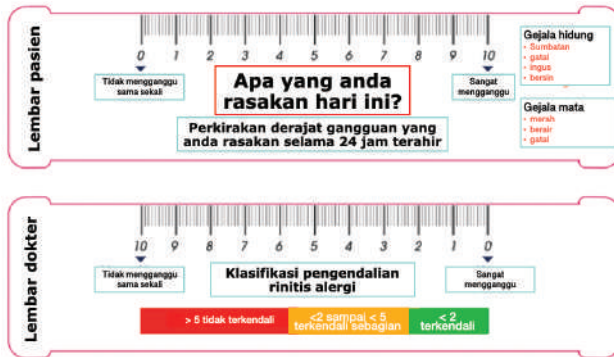 Lembar pasien
0 1 2 3 4 5 6 7 8 9 10
Tidak mengganggu
sama sekali
Apa yang anda
rasakan hari ini?
Sangat
mengganggu
Perkirakan derajat gangguan yang
anda rasakan selama 24 jam terahir
Gejala hidung
• Sumbatan
• gatal
• ingus
• bersin
Gejala mata
• merah
• berair
• gatal
Lembar dokter
10 9 8 7 6 5 4 3 2 1 0
Tidak mengganggu
sama sekali
Klasifikasi pengendalian
rinitis alergi
Sangat
mengganggu
> 5 tidak terkendali
<2 sampai < 5
terkendali sebagian
< 2
terkendali